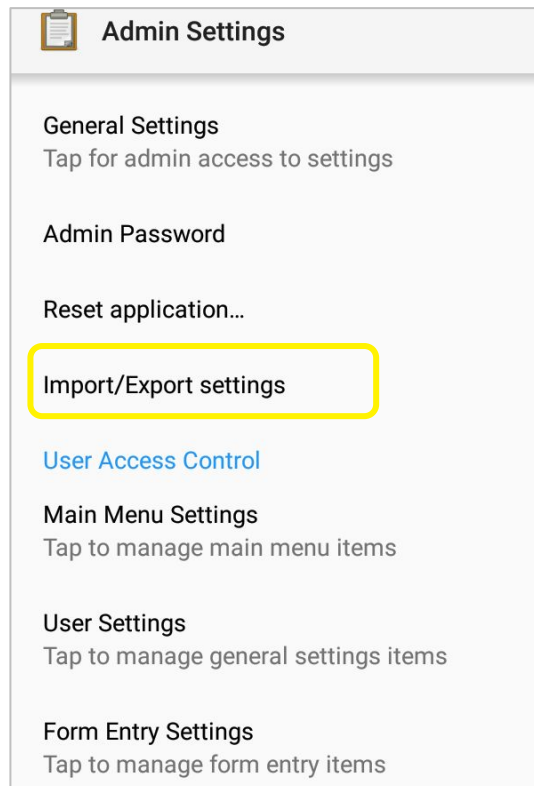 Admin Settings
General Settings
Tap for admin access to settings
Admin Password
Reset application...
Import/Export settings
User Access Control
Main Menu Settings
Tap to manage main menu items
User Settings
Tap to manage general settings items
Form Entry Settings
Tap to manage form entry items